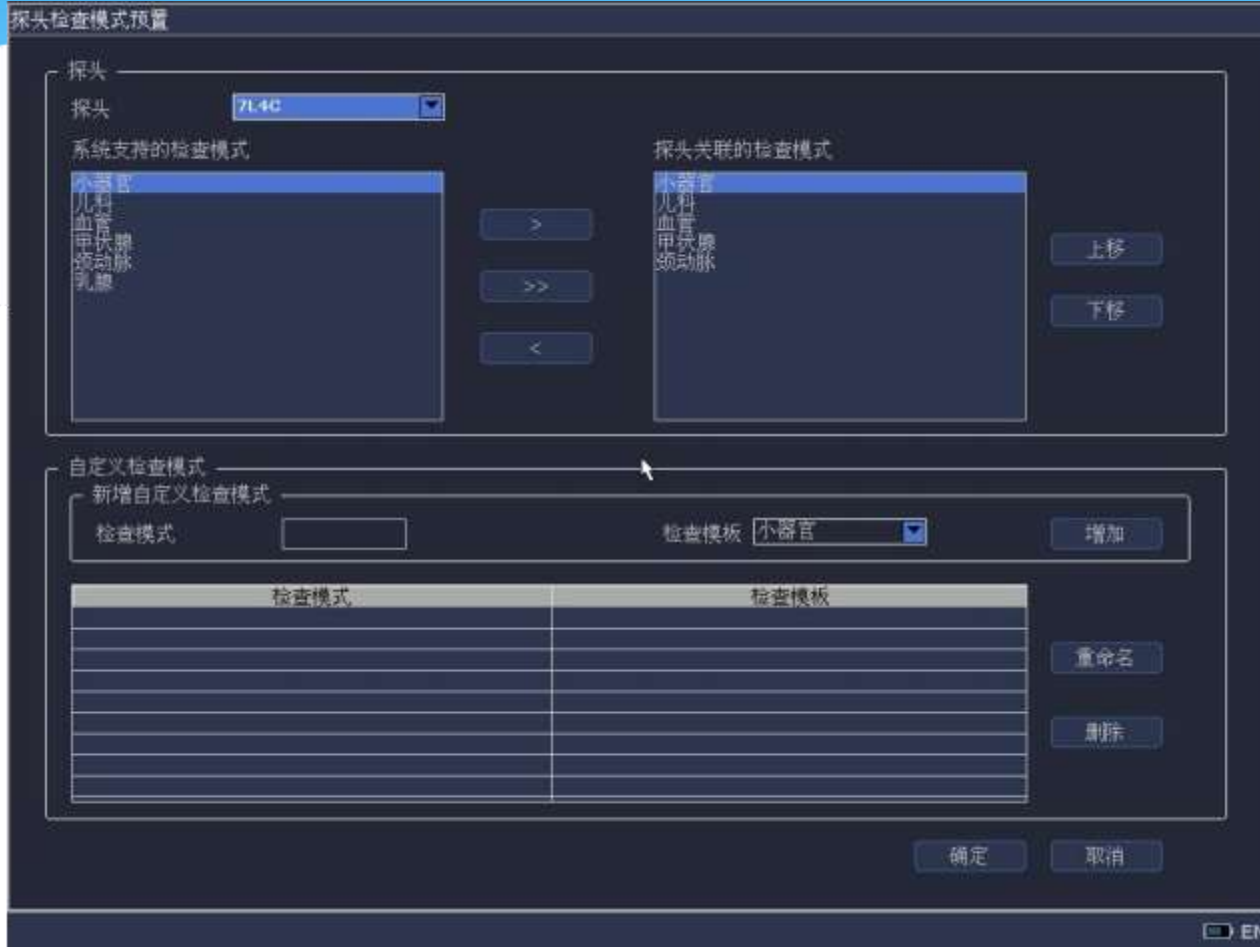 探头检查模式预置
探头
探头 7L4C
系统支持的检查模式 探头关联的检查模式
小器官 小器官
儿科 儿科
血管 血管
甲状腺 甲状腺
颈动脉 颈动脉
乳腺
>
>>
<
上移
下移
自定义检查模式
新增自定义检查模式
检查模式 检查模板 小器官 增加
检查模式 检查模板
重命名
删除
确定 取消